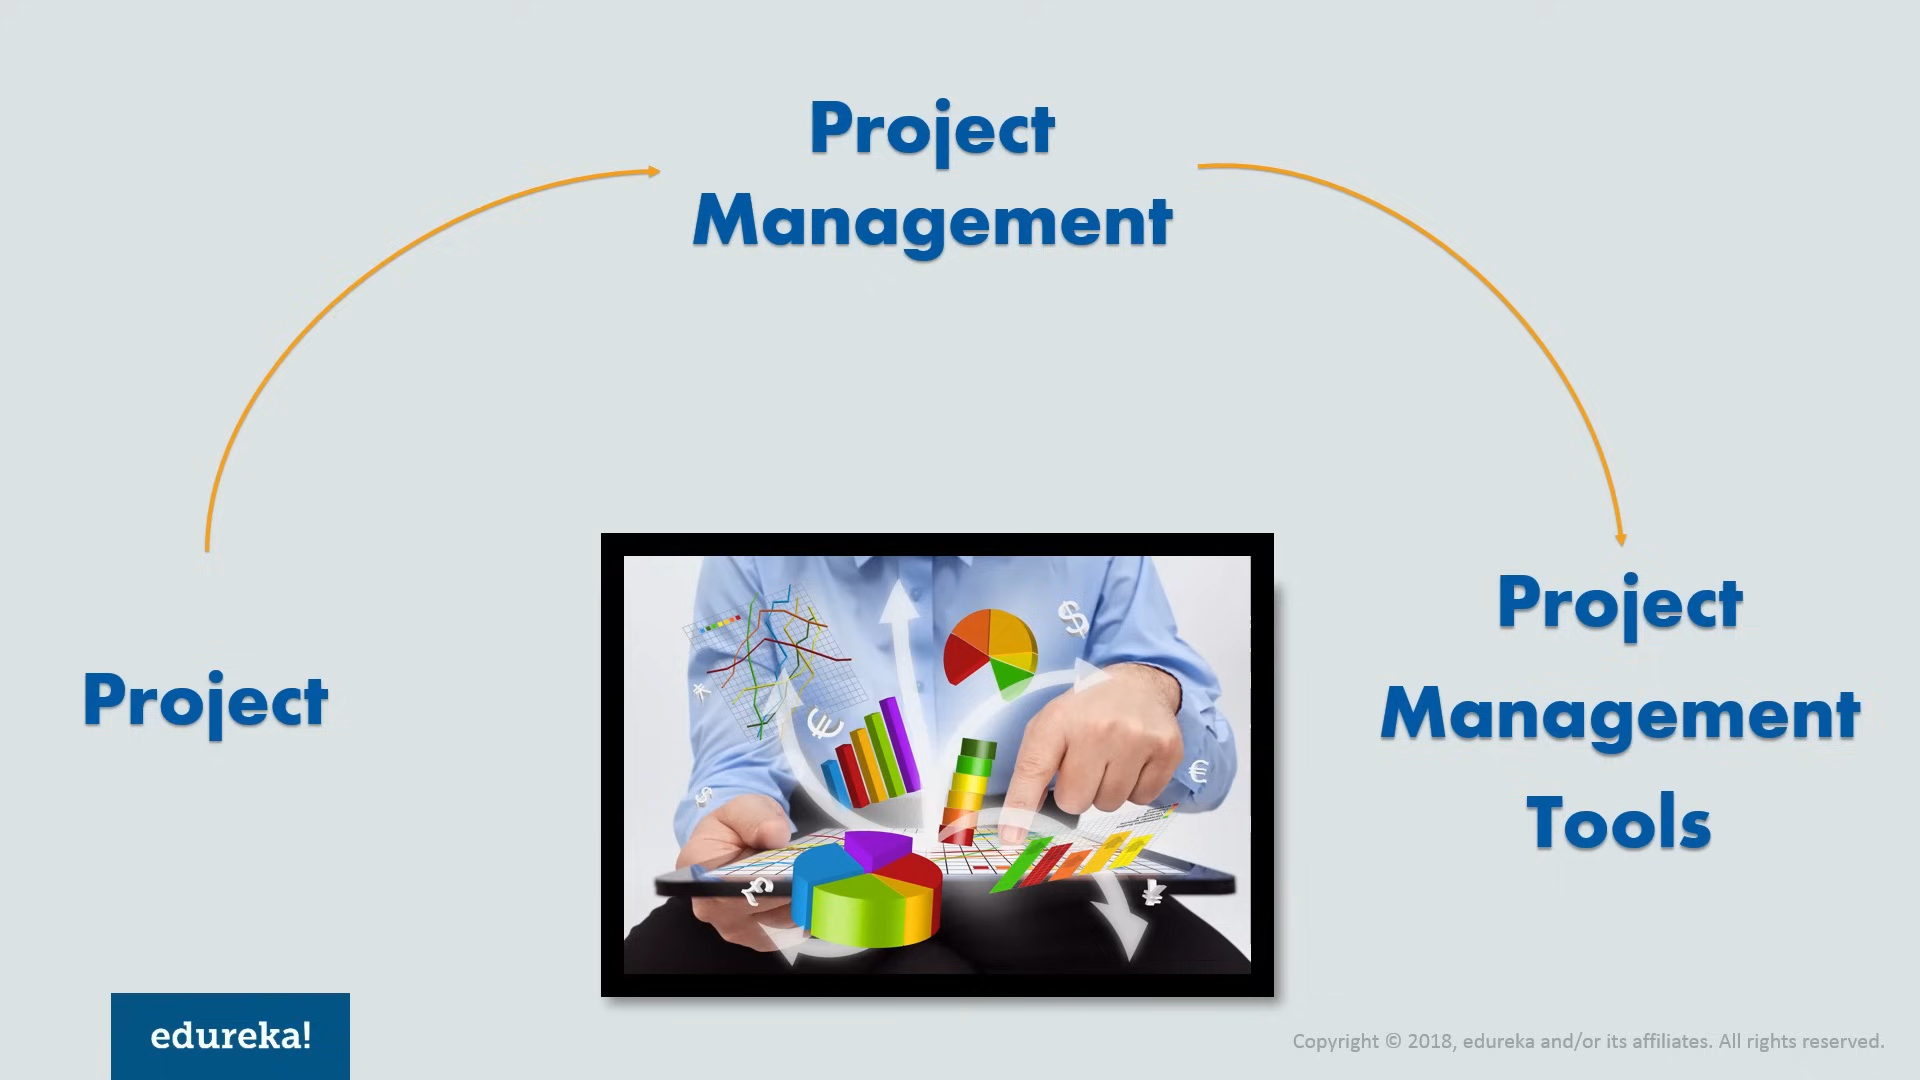 Project
Management
Project
Project
Management
Tools
edureka!
Copyright © 2018, edureka and/or its affiliates. All rights reserved.